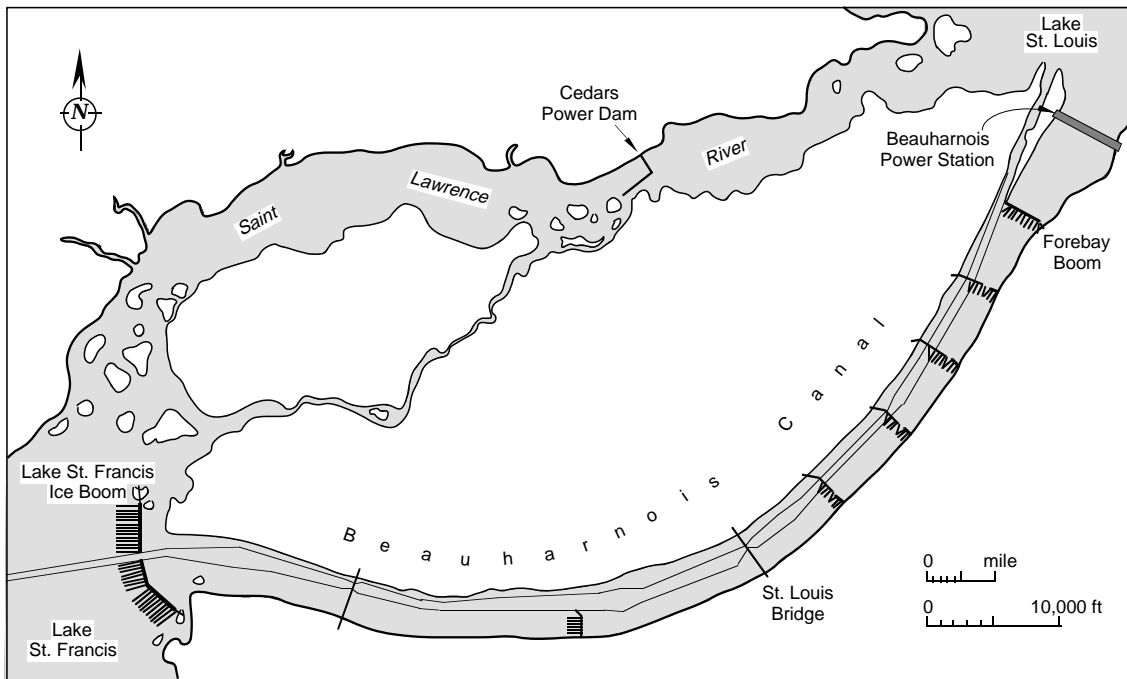 Lake
St. Louis
N
Cedars
Power Dam
River
Beauharnois
Power Station
Lawrence
Saint
Forebay
Boom
Lake St. Francis
Ice Boom
Beauharnois Canal
0 mile
St. Louis
Bridge
0 10,000 ft
Lake
St. Francis